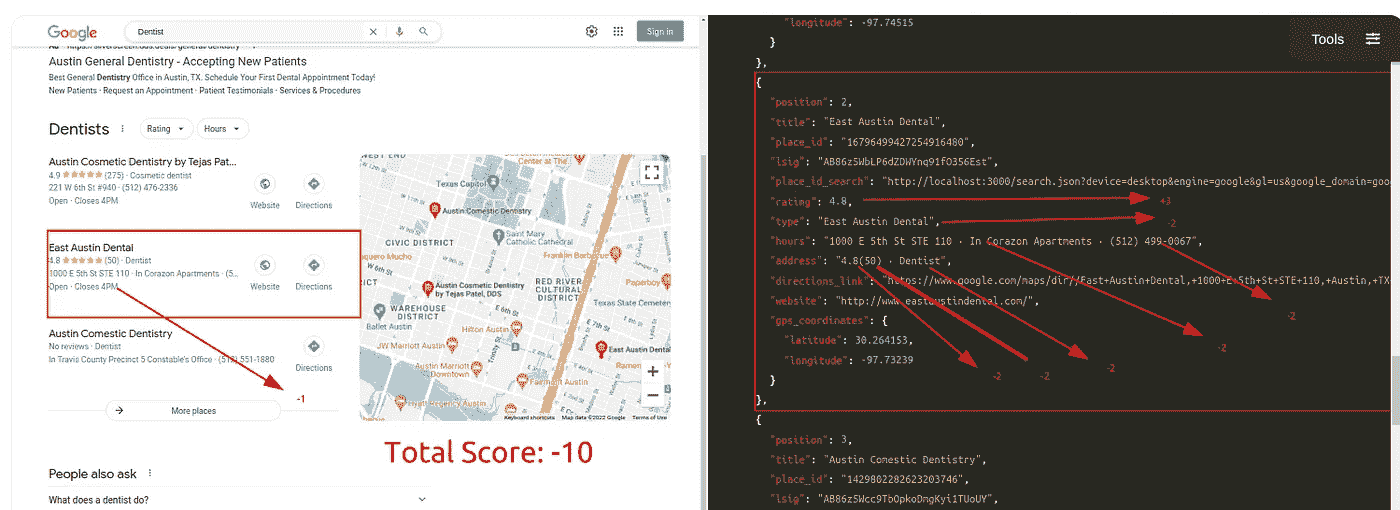 Google
Dentist
Sign in
Austin General Dentistry - Accepting New Patients
Best General Dentistry Office in Austin, TX. Schedule Your First Dental Appointment Today!
New Patients · Request an Appointment · Patient Testimonials · Services & Procedures
Dentists
Rating
Hours
Austin Cosmetic Dentistry by Tejas Pat...
4.9 (275) · Cosmetic dentist
221 W 6th St #940 · (512) 476-2336
Open · Closes 4PM
Website
Directions
East Austin Dental
4.8 (50) · Dentist
1000 E 5th St STE 110 · In Corazon Apartments · (5...
Open · Closes 4PM
Website
Directions
Austin Comestic Dentistry
No reviews · Dentist
In Travis County Precinct 5 Constable's Office · (512) 551-1880
Directions
-1
More places
WEST END
Texas Capitol
Austin Comestic Dentistry
CIVIC DISTRICT
Saint Mary
Catholic Cathedral
Franklin Barbecue
W 6th St
Austin Cosmetic Dentistry
by Tejas Patel, DDS
RED RIVER
CULTURAL
DISTRICT
Texas State Cemetery
WAREHOUSE
DISTRICT
Ballet Austin
Hilton Austin
E 7th St
E 6th St
JW Marriott Austin
East Austin Dental
Austin Marriott
Downtown
Fairmont Austin
Hyatt Regency Austin
Keyboard shortcuts
Map data ©2022 Google
Terms of Use
Total Score: -10
People also ask
What does a dentist do?
"longitude": -97.74515
}
},
Tools
{
"position": 2,
"title": "East Austin Dental",
"place_id": "16796499427254916480",
"lsig": "AB86z5WbLP6dZDWYnq91fO356Est",
"place_id_search": "http://localhost:3000/search.json?device=desktop&engine=google&gl=us&google_domain=goo
"rating": 4.8,
+3
"type": "East Austin Dental",
-2
"hours": "1000 E 5th St STE 110 · In Corazon Apartments · (512) 499-0067",
"address": "4.8(50) · Dentist",
"directions_link": "https://www.google.com/maps/dir//East+Austin+Dental,+1000+E+5th+St+STE+110,+Austin,+TX
"website": "http://www.eastaustindental.com/",
"gps_coordinates": {
-2
"latitude": 30.264153,
-2
"longitude": -97.73239
-2
-2
-2
}
},
{
"position": 3,
"title": "Austin Comestic Dentistry",
"place_id": "1429802282623203746",
"lsig": "AB86z5Wcc9TbOpkoDngKyi1TUoUY",